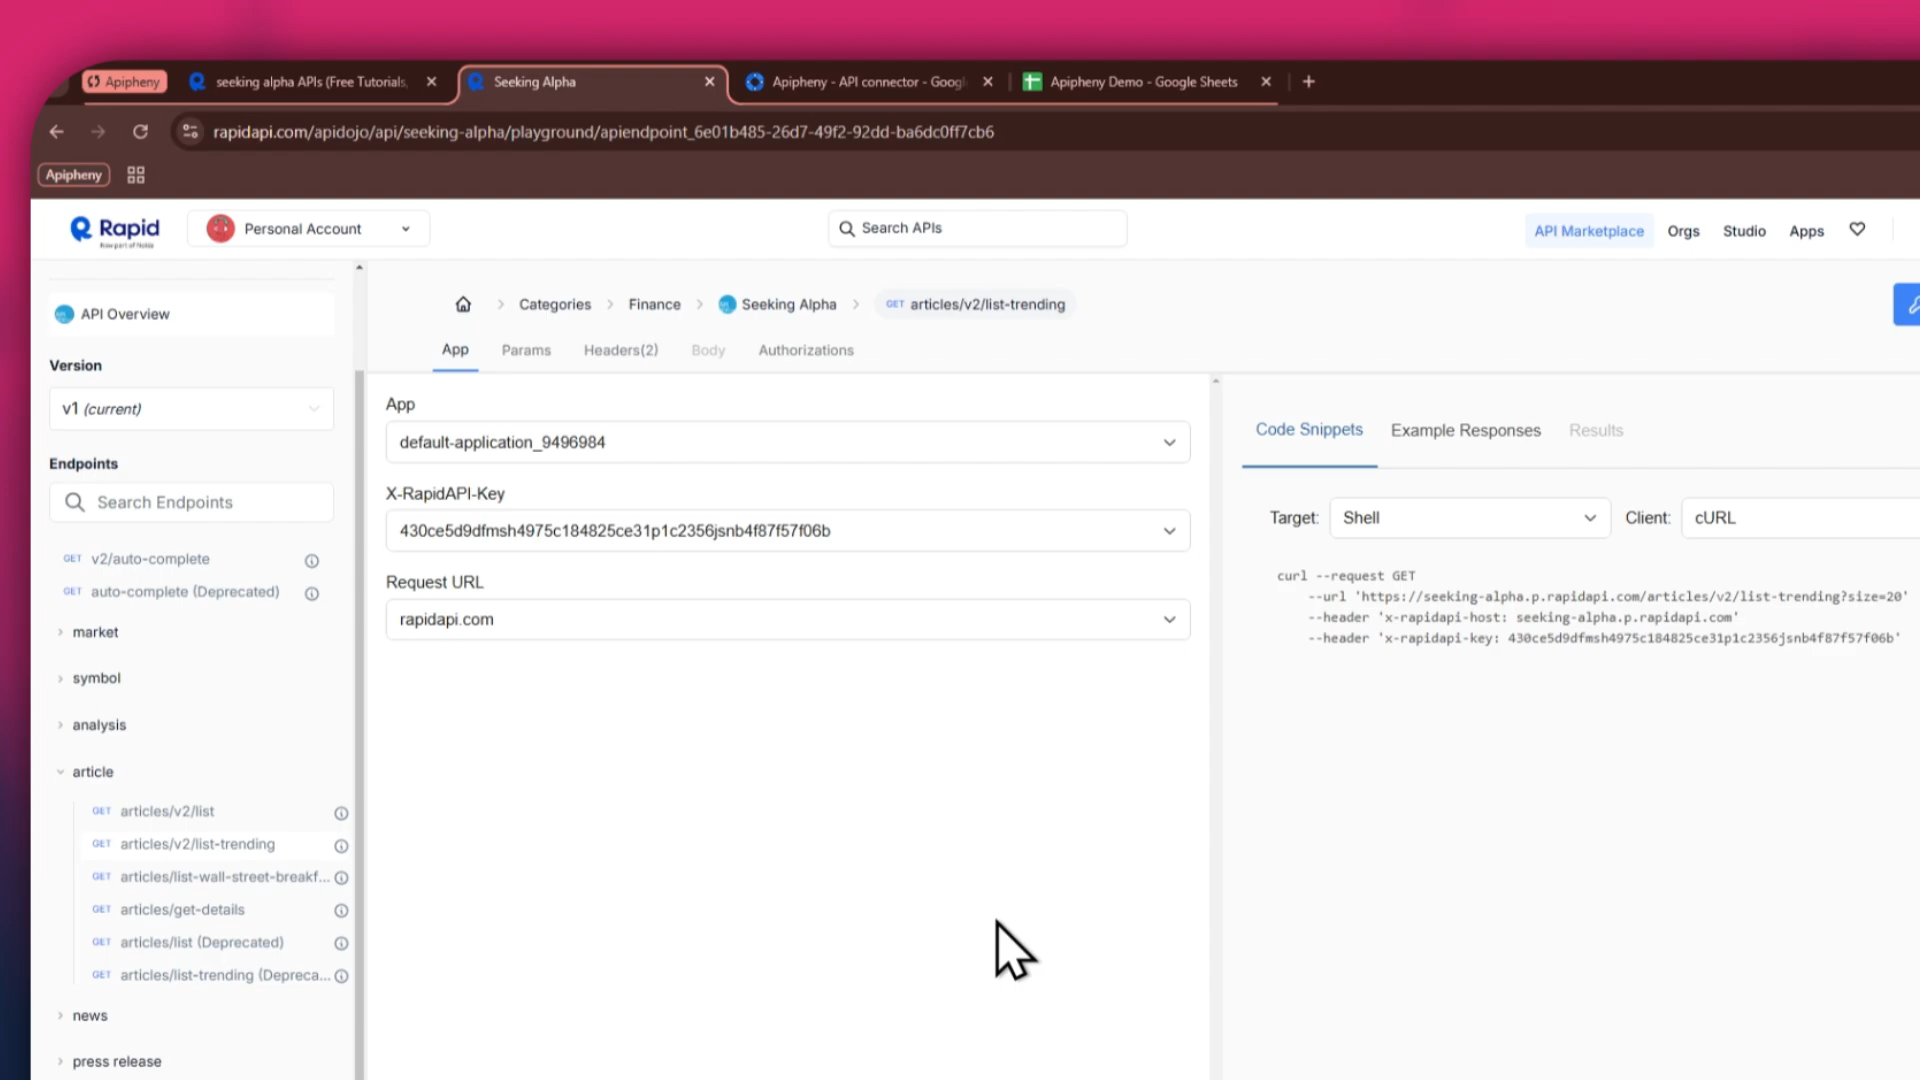 Apipheny
seeking alpha APIs (Free Tutorials,
Seeking Alpha
Apipheny - API connector - Googl
Apipheny Demo - Google Sheets
rapidapi.com/apidojo/api/seeking-alpha/playground/apiendpoint_6e01b485-26d7-49f2-92dd-ba6dc0ff7cb6
Apipheny
Rapid
Now part of Nokia
Personal Account
Search APIs
API Marketplace
Orgs
Studio
Apps
API Overview
Version
v1 (current)
Endpoints
Search Endpoints
GET v2/auto-complete
GET auto-complete (Deprecated)
market
symbol
analysis
article
GET articles/v2/list
GET articles/v2/list-trending
GET articles/list-wall-street-breakf...
GET articles/get-details
GET articles/list (Deprecated)
GET articles/list-trending (Depreca...
news
press release
Categories
Finance
Seeking Alpha
GET articles/v2/list-trending
App
Params
Headers(2)
Body
Authorizations
App
default-application_9496984
X-RapidAPI-Key
430ce5d9dfmsh4975c184825ce31p1c2356jsnb4f87f57f06b
Request URL
rapidapi.com
Code Snippets
Example Responses
Results
Target: Shell
Client: cURL
curl --request GET
--url 'https://seeking-alpha.p.rapidapi.com/articles/v2/list-trending?size=20'
--header 'x-rapidapi-host: seeking-alpha.p.rapidapi.com'
--header 'x-rapidapi-key: 430ce5d9dfmsh4975c184825ce31p1c2356jsnb4f87f57f06b'